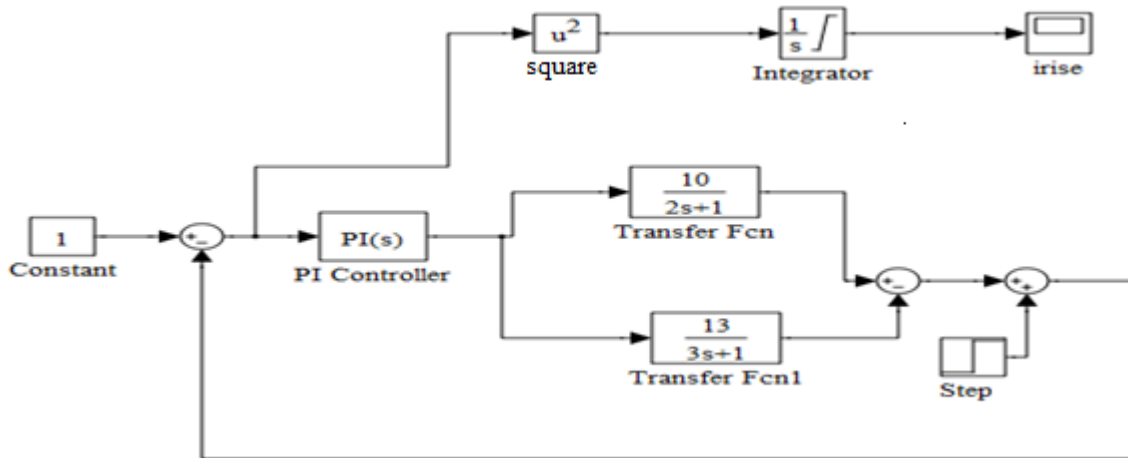 u²
square
1
s
Integrator
irise
10
2s+1
Transfer Fcn
1
Constant
+
−
PI(s)
PI Controller
+
−
+
+
13
3s+1
Transfer Fcn1
Step